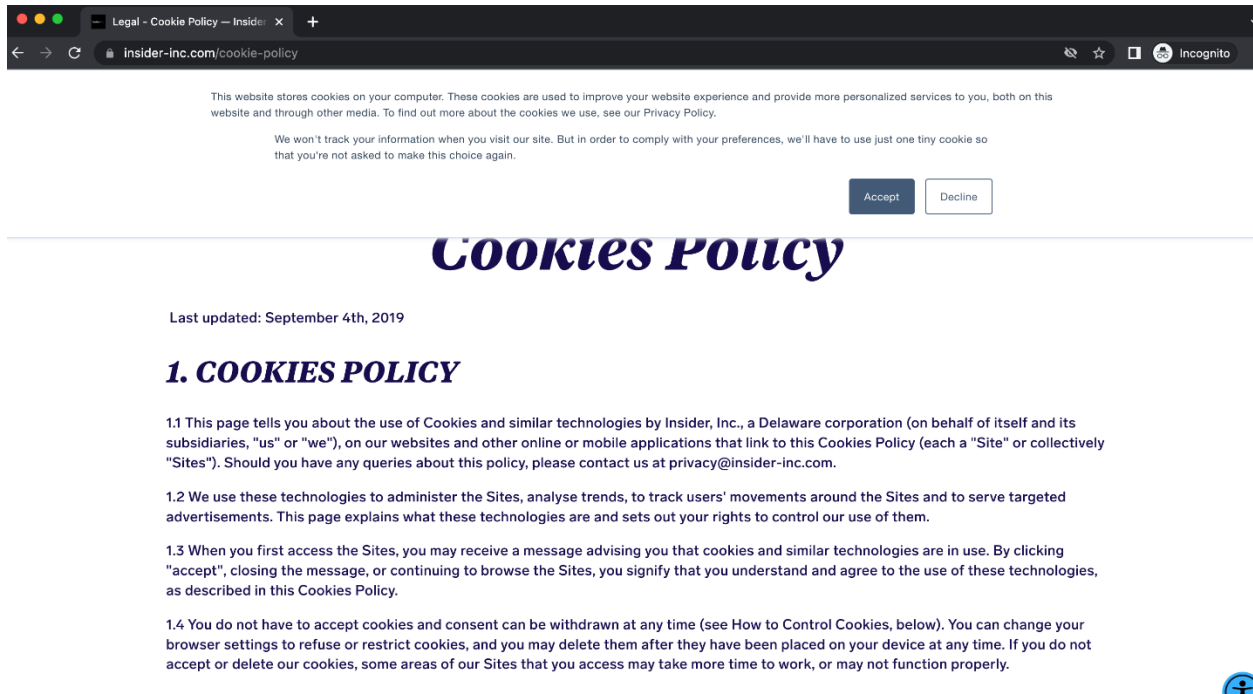 Legal - Cookie Policy — Insider
insider-inc.com/cookie-policy
Incognito
This website stores cookies on your computer. These cookies are used to improve your website experience and provide more personalized services to you, both on this
website and through other media. To find out more about the cookies we use, see our Privacy Policy.
We won't track your information when you visit our site. But in order to comply with your preferences, we'll have to use just one tiny cookie so
that you're not asked to make this choice again.
Accept
Decline
Cookies Policy
Last updated: September 4th, 2019
1. COOKIES POLICY
1.1 This page tells you about the use of Cookies and similar technologies by Insider, Inc., a Delaware corporation (on behalf of itself and its
subsidiaries, "us" or "we"), on our websites and other online or mobile applications that link to this Cookies Policy (each a "Site" or collectively
"Sites"). Should you have any queries about this policy, please contact us at privacy@insider-inc.com.
1.2 We use these technologies to administer the Sites, analyse trends, to track users' movements around the Sites and to serve targeted
advertisements. This page explains what these technologies are and sets out your rights to control our use of them.
1.3 When you first access the Sites, you may receive a message advising you that cookies and similar technologies are in use. By clicking
"accept", closing the message, or continuing to browse the Sites, you signify that you understand and agree to the use of these technologies,
as described in this Cookies Policy.
1.4 You do not have to accept cookies and consent can be withdrawn at any time (see How to Control Cookies, below). You can change your
browser settings to refuse or restrict cookies, and you may delete them after they have been placed on your device at any time. If you do not
accept or delete our cookies, some areas of our Sites that you access may take more time to work, or may not function properly.